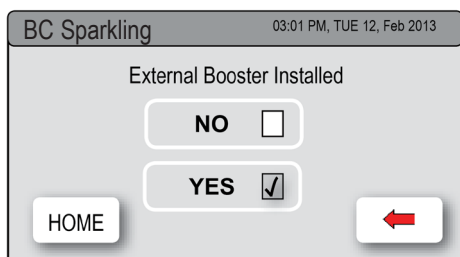 BC Sparkling 03:01 PM, TUE 12, Feb 2013
External Booster Installed
NO
YES
HOME